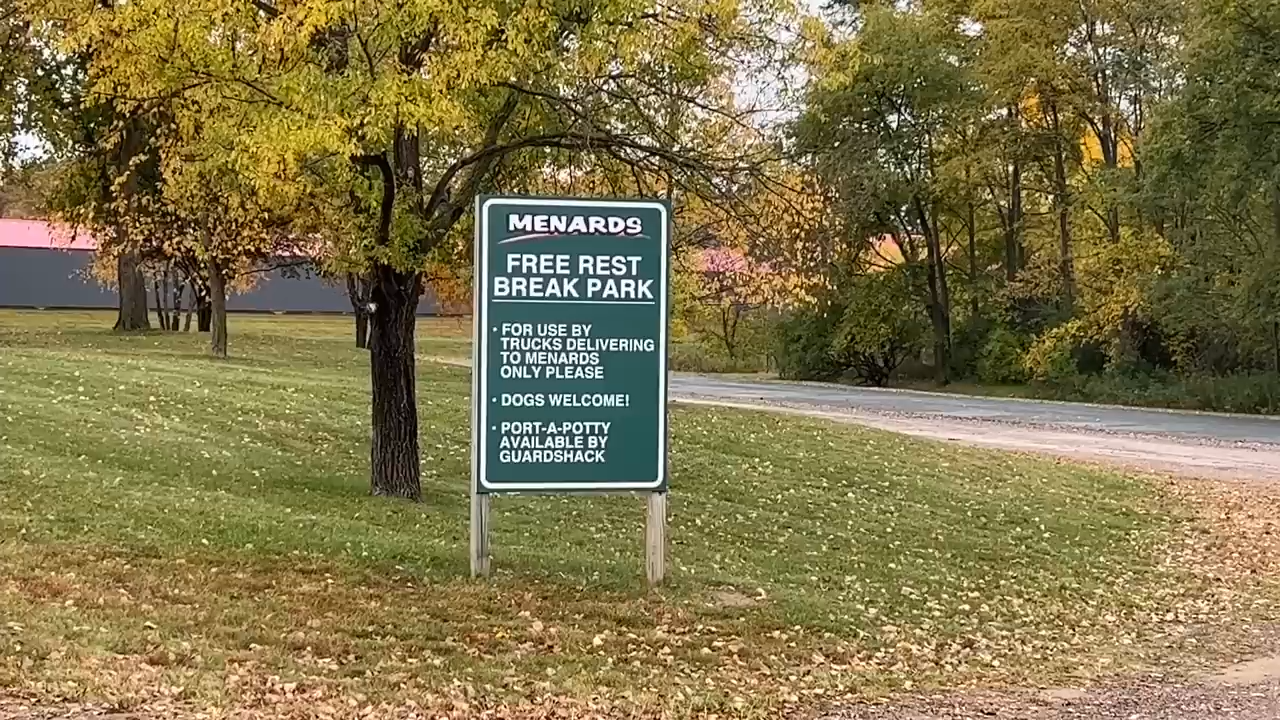 MENARDS
FREE REST
BREAK PARK
• FOR USE BY
TRUCKS DELIVERING
TO MENARDS
ONLY PLEASE
• DOGS WELCOME!
• PORT-A-POTTY
AVAILABLE BY
GUARDSHACK